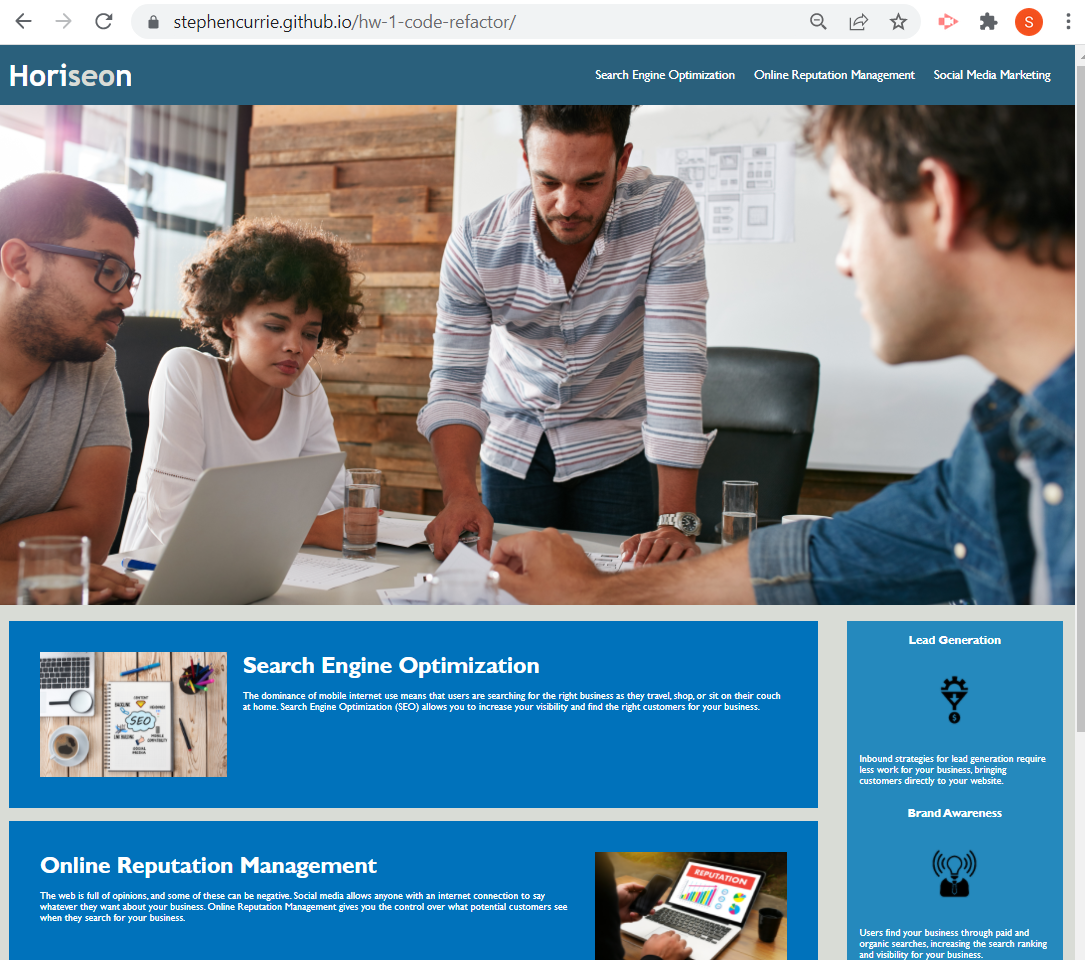 stephencurrie.github.io/hw-1-code-refactor/
S
Horiseon
Search Engine Optimization
Online Reputation Management
Social Media Marketing
Search Engine Optimization
The dominance of mobile internet use means that users are searching for the right business as they travel, shop, or sit on their couch
at home. Search Engine Optimization (SEO) allows you to increase your visibility and find the right customers for your business.
SEO
Online Reputation Management
The web is full of opinions, and some of these can be negative. Social media allows anyone with an internet connection to say
whatever they want about your business. Online Reputation Management gives you the control over what potential customers see
when they search for your business.
REPUTATION
Lead Generation
$
Inbound strategies for lead generation require
less work for your business, bringing
customers directly to your website.
Brand Awareness
Users find your business through paid and
organic searches, increasing the search ranking
and visibility for your business.